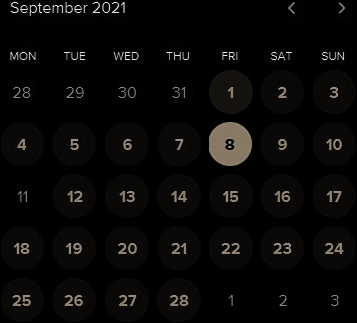 September 2021 < >
MON TUE WED THU FRI SAT SUN
28 29 30 31 1 2 3
4 5 6 7 8 9 10
11 12 13 14 15 16 17
18 19 20 21 22 23 24
25 26 27 28 1 2 3